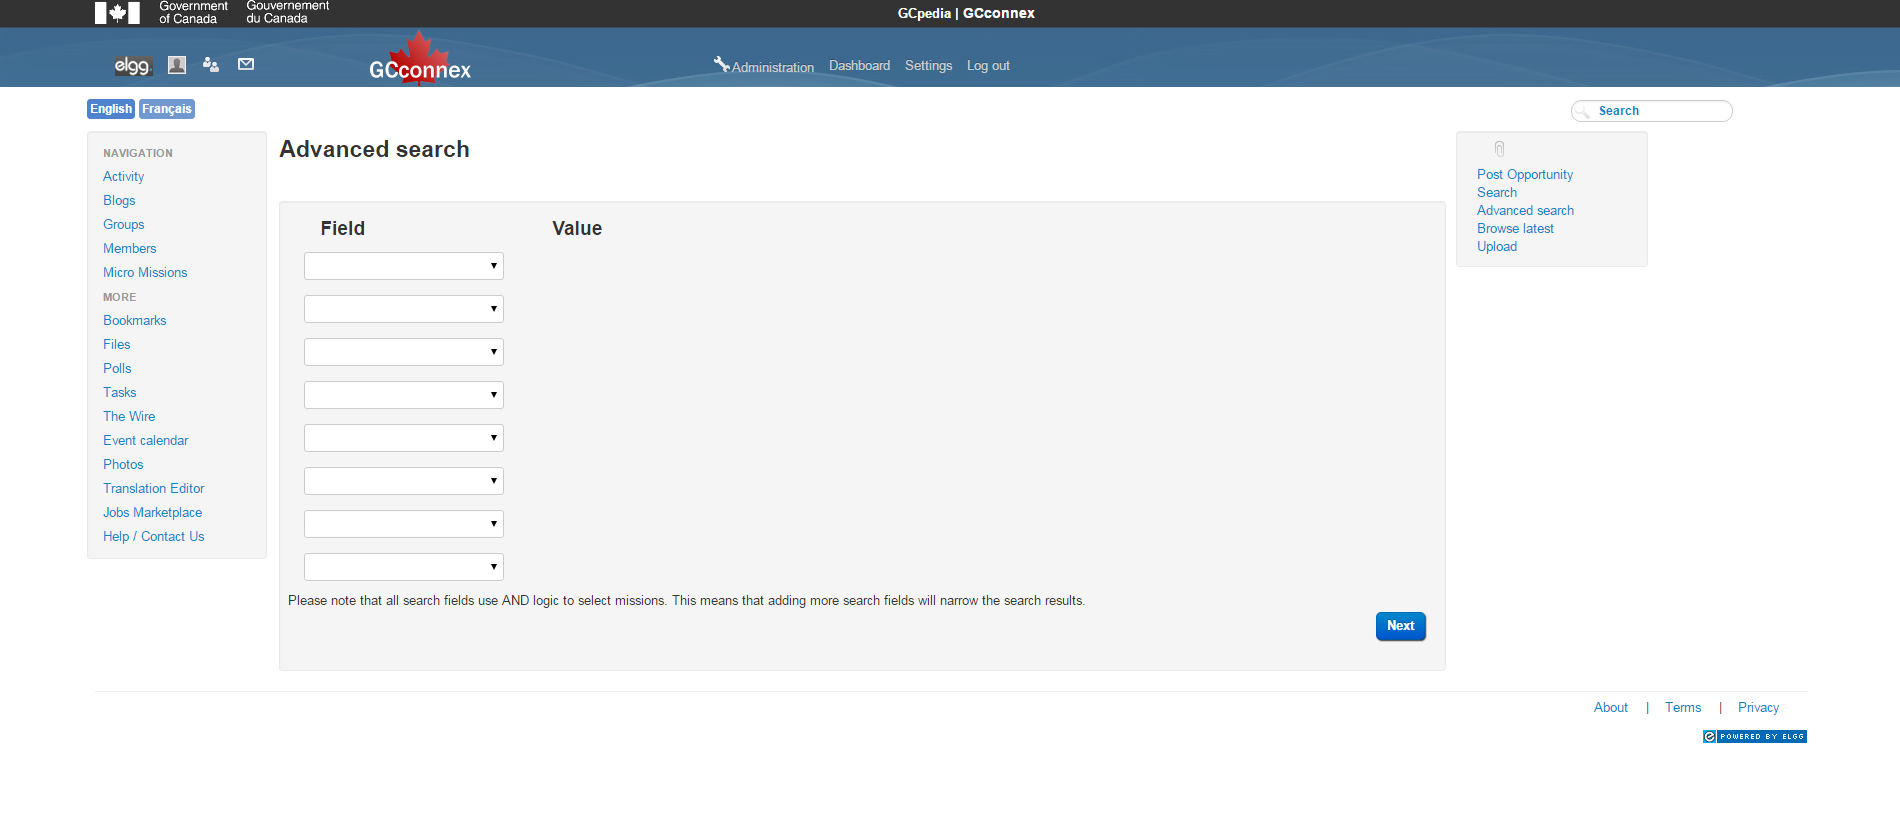 Government of Canada
Gouvernement du Canada
GCpedia | GCconnex
elgg.
GCconnex
Administration
Dashboard
Settings
Log out
English
Français
Search
NAVIGATION
Activity
Blogs
Groups
Members
Micro Missions
MORE
Bookmarks
Files
Polls
Tasks
The Wire
Event calendar
Photos
Translation Editor
Jobs Marketplace
Help / Contact Us
Advanced search
Field
Value
Please note that all search fields use AND logic to select missions. This means that adding more search fields will narrow the search results.
Next
Post Opportunity
Search
Advanced search
Browse latest
Upload
About | Terms | Privacy
POWERED BY ELGG